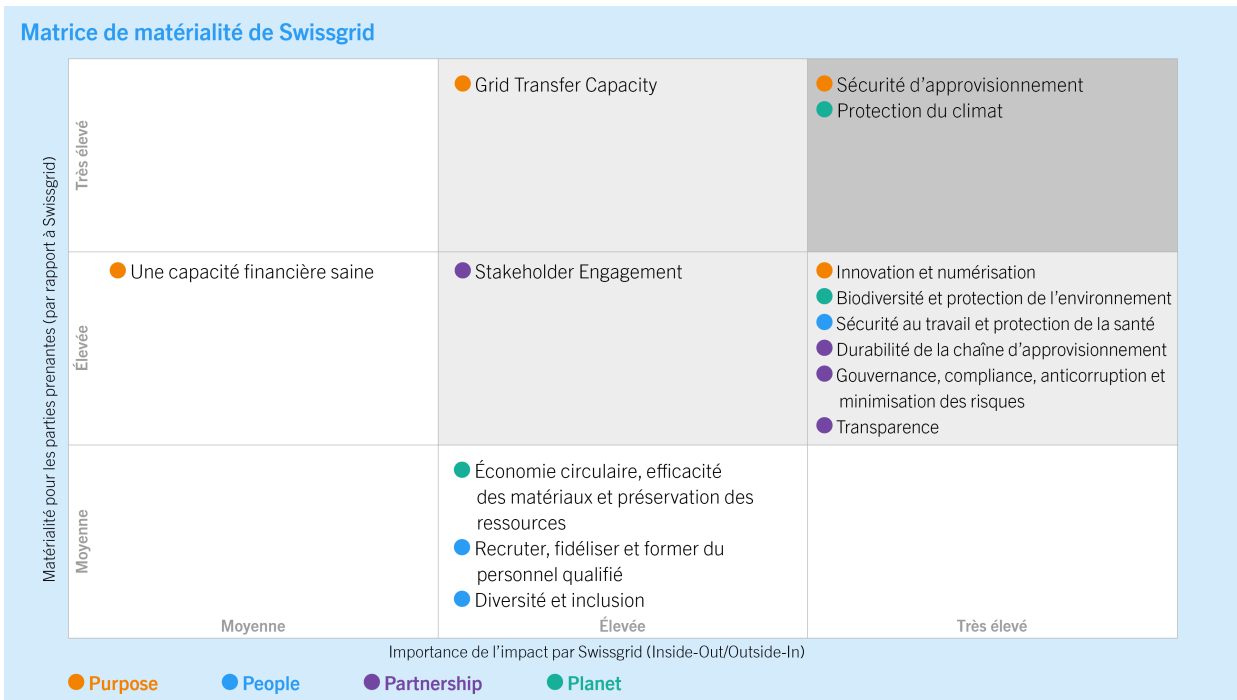 Matrice de matérialité de Swissgrid
Matérialité pour les parties prenantes (par rapport à Swissgrid)
Très élevé
Grid Transfer Capacity
Sécurité d'approvisionnement
Protection du climat
Élevée
Une capacité financière saine
Stakeholder Engagement
Innovation et numérisation
Biodiversité et protection de l'environnement
Sécurité au travail et protection de la santé
Durabilité de la chaîne d'approvisionnement
Gouvernance, compliance, anticorruption et
minimisation des risques
Transparence
Moyenne
Économie circulaire, efficacité
des matériaux et préservation des
ressources
Recruter, fidéliser et former du
personnel qualifié
Diversité et inclusion
Moyenne
Élevée
Très élevé
Importance de l'impact par Swissgrid (Inside-Out/Outside-In)
Purpose
People
Partnership
Planet